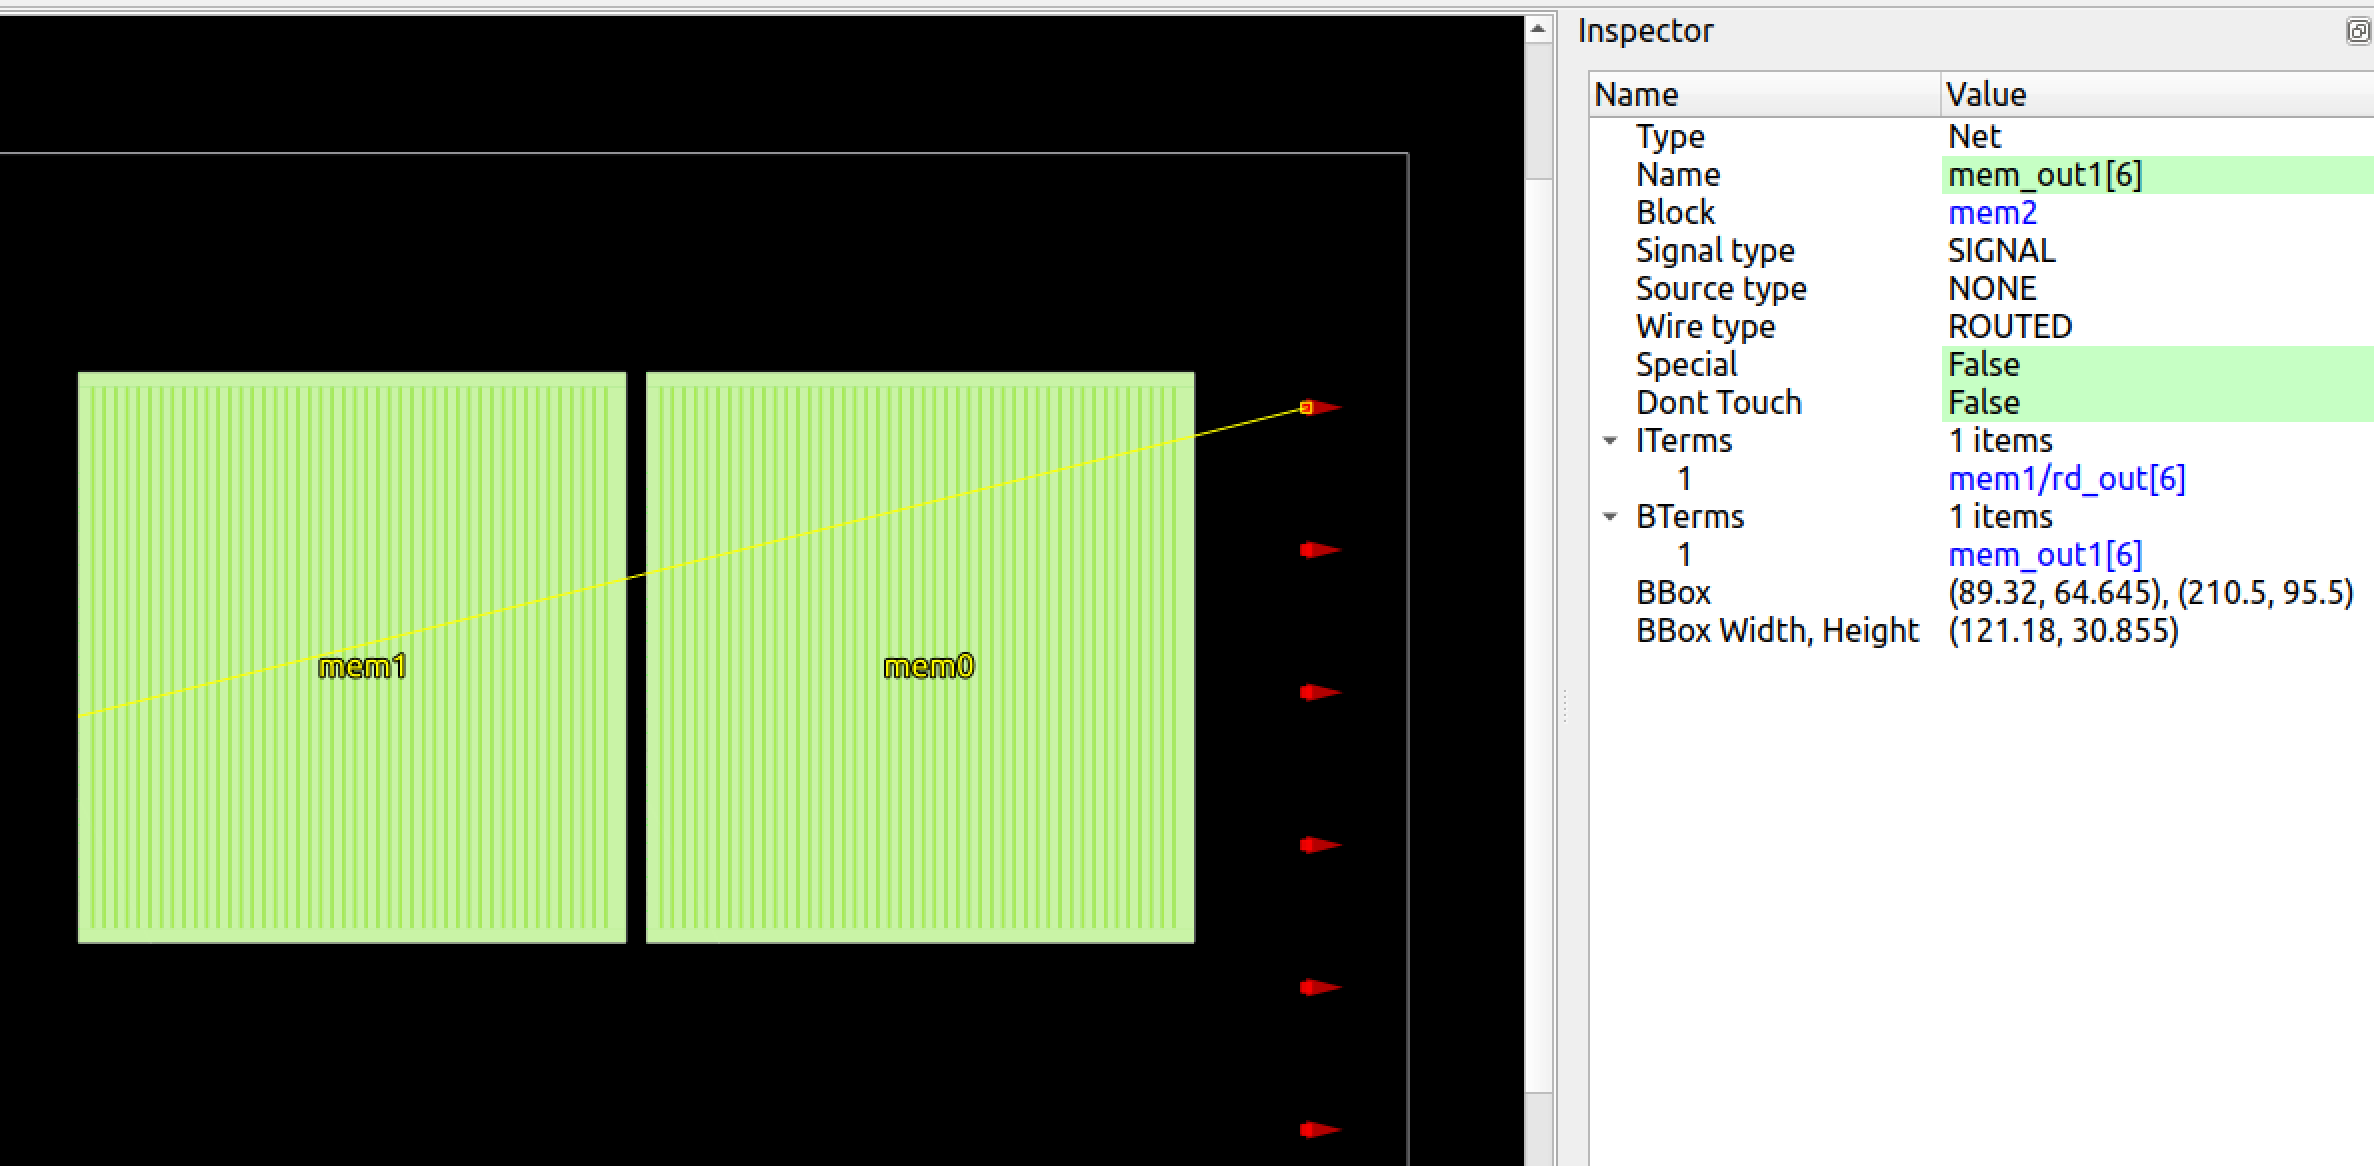 Inspector
Name Value
Type Net
Name mem_out1[6]
Block mem2
Signal type SIGNAL
Source type NONE
Wire type ROUTED
Special False
Dont Touch False
ITerms 1 items
1 mem1/rd_out[6]
BTerms 1 items
1 mem_out1[6]
BBox (89.32, 64.645), (210.5, 95.5)
BBox Width, Height (121.18, 30.855)
mem1
mem0